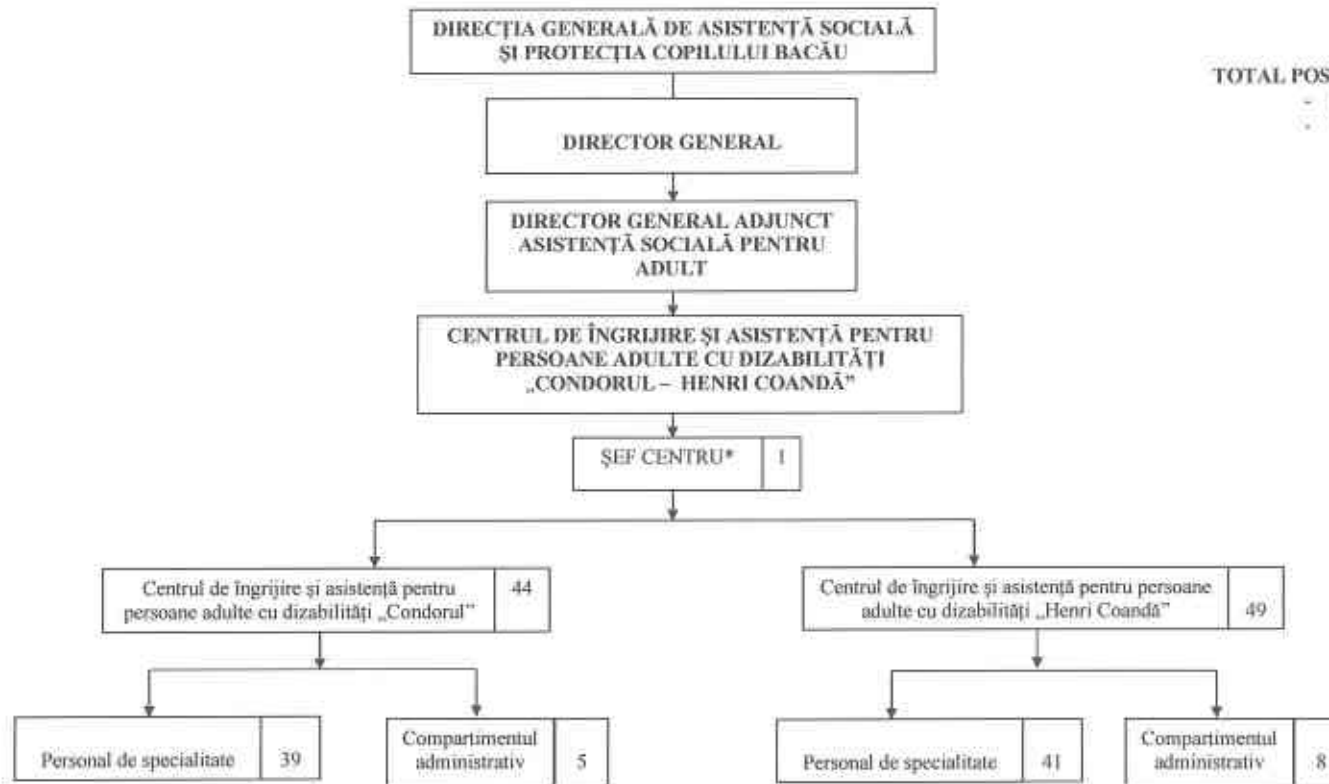 DIRECȚIA GENERALĂ DE ASISTENȚĂ SOCIALĂ
ȘI PROTECȚIA COPILULUI BACĂU
TOTAL POS
-
-
DIRECTOR GENERAL
DIRECTOR GENERAL ADJUNCT
ASISTENȚĂ SOCIALĂ PENTRU
ADULT
CENTRUL DE ÎNGRIJIRE ȘI ASISTENȚĂ PENTRU
PERSOANE ADULTE CU DIZABILITĂȚI
„CONDORUL – HENRI COANDĂ”
ȘEF CENTRU* 1
Centrul de îngrijire și asistență pentru
persoane adulte cu dizabilități „Condorul”
44
Centrul de îngrijire și asistență pentru persoane
adulte cu dizabilități „Henri Coandă”
49
Personal de specialitate 39
Compartimentul
administrativ
5
Personal de specialitate 41
Compartimentul
administrativ
8